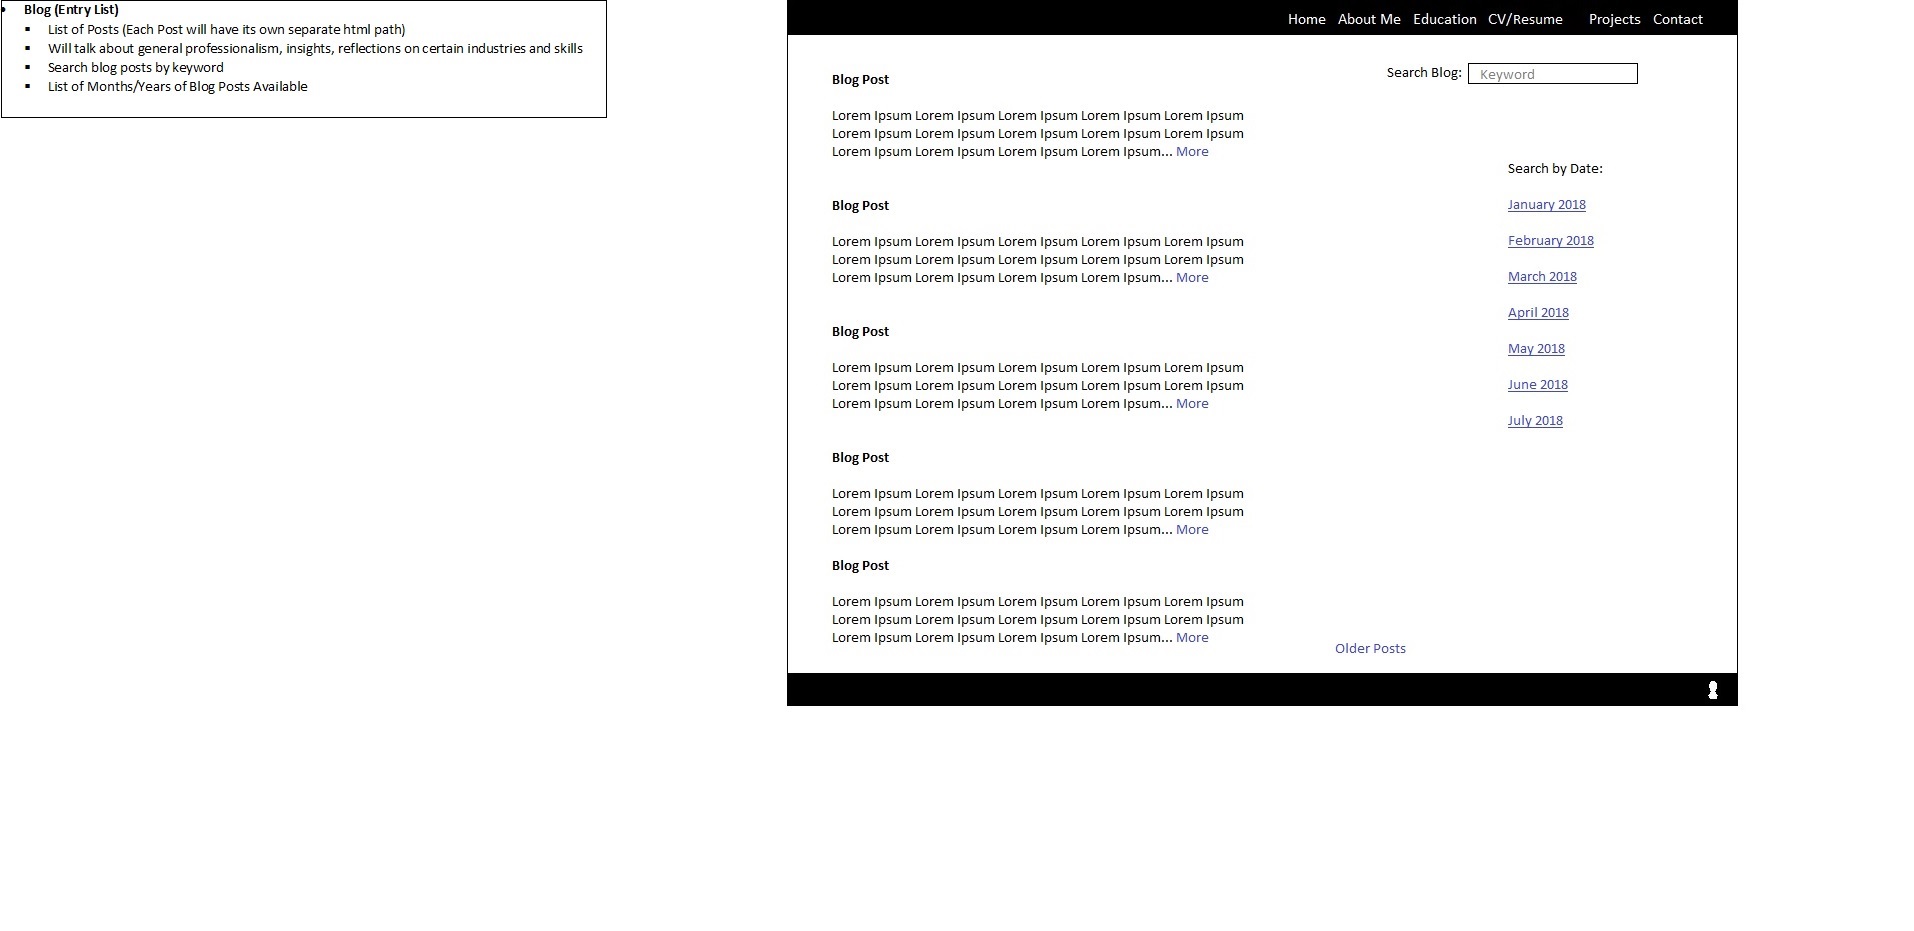 Blog (Entry List)
List of Posts (Each Post will have its own separate html path)
Will talk about general professionalism, insights, reflections on certain industries and skills
Search blog posts by keyword
List of Months/Years of Blog Posts Available
Home About Me Education CV/Resume Projects Contact
Blog Post
Lorem Ipsum Lorem Ipsum Lorem Ipsum Lorem Ipsum Lorem Ipsum
Lorem Ipsum Lorem Ipsum Lorem Ipsum Lorem Ipsum Lorem Ipsum
Lorem Ipsum Lorem Ipsum Lorem Ipsum Lorem Ipsum... More
Blog Post
Lorem Ipsum Lorem Ipsum Lorem Ipsum Lorem Ipsum Lorem Ipsum
Lorem Ipsum Lorem Ipsum Lorem Ipsum Lorem Ipsum Lorem Ipsum
Lorem Ipsum Lorem Ipsum Lorem Ipsum Lorem Ipsum... More
Blog Post
Lorem Ipsum Lorem Ipsum Lorem Ipsum Lorem Ipsum Lorem Ipsum
Lorem Ipsum Lorem Ipsum Lorem Ipsum Lorem Ipsum Lorem Ipsum
Lorem Ipsum Lorem Ipsum Lorem Ipsum Lorem Ipsum... More
Blog Post
Lorem Ipsum Lorem Ipsum Lorem Ipsum Lorem Ipsum Lorem Ipsum
Lorem Ipsum Lorem Ipsum Lorem Ipsum Lorem Ipsum Lorem Ipsum
Lorem Ipsum Lorem Ipsum Lorem Ipsum Lorem Ipsum... More
Blog Post
Lorem Ipsum Lorem Ipsum Lorem Ipsum Lorem Ipsum Lorem Ipsum
Lorem Ipsum Lorem Ipsum Lorem Ipsum Lorem Ipsum Lorem Ipsum
Lorem Ipsum Lorem Ipsum Lorem Ipsum Lorem Ipsum... More
Search Blog: Keyword
Search by Date:
January 2018
February 2018
March 2018
April 2018
May 2018
June 2018
July 2018
Older Posts